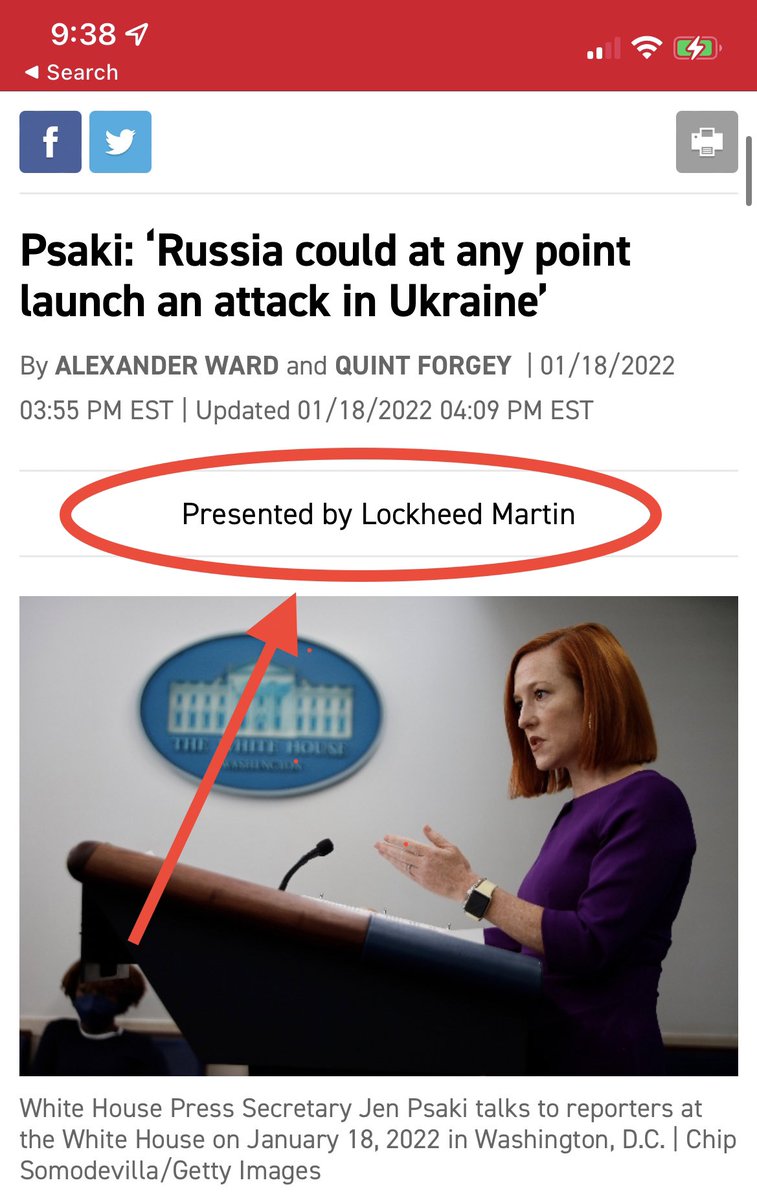 9:38
Search
Psaki: ‘Russia could at any point
launch an attack in Ukraine’
By ALEXANDER WARD and QUINT FORGEY | 01/18/2022
03:55 PM EST | Updated 01/18/2022 04:09 PM EST
Presented by Lockheed Martin
THE WHITE HOUSE
WASHINGTON
White House Press Secretary Jen Psaki talks to reporters at
the White House on January 18, 2022 in Washington, D.C. | Chip
Somodevilla/Getty Images